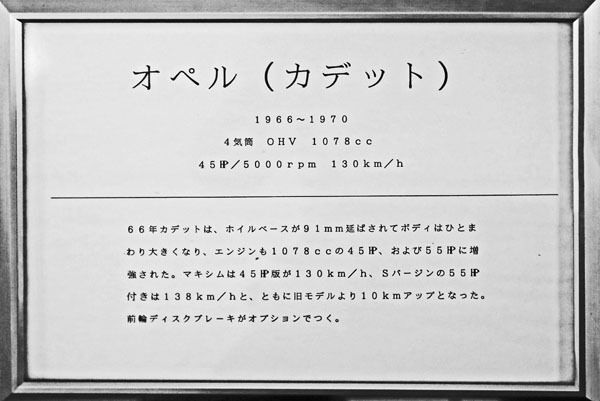 オペル（カデット）
1966〜1970
4気筒　OHV　1078cc
45HP／5000rpm　130km／h
66年カデットは、ホイルベースが91mm延ばされてボディはひとま
わり大きくなり、エンジンも1078ccの45HP、および55HPに増
強された。マキシムは45HP版が130km／h、Sバージンの55HP
付きは138km／hと、ともに旧モデルより10kmアップとなった。
前輪ディスクブレーキがオプションでつく。